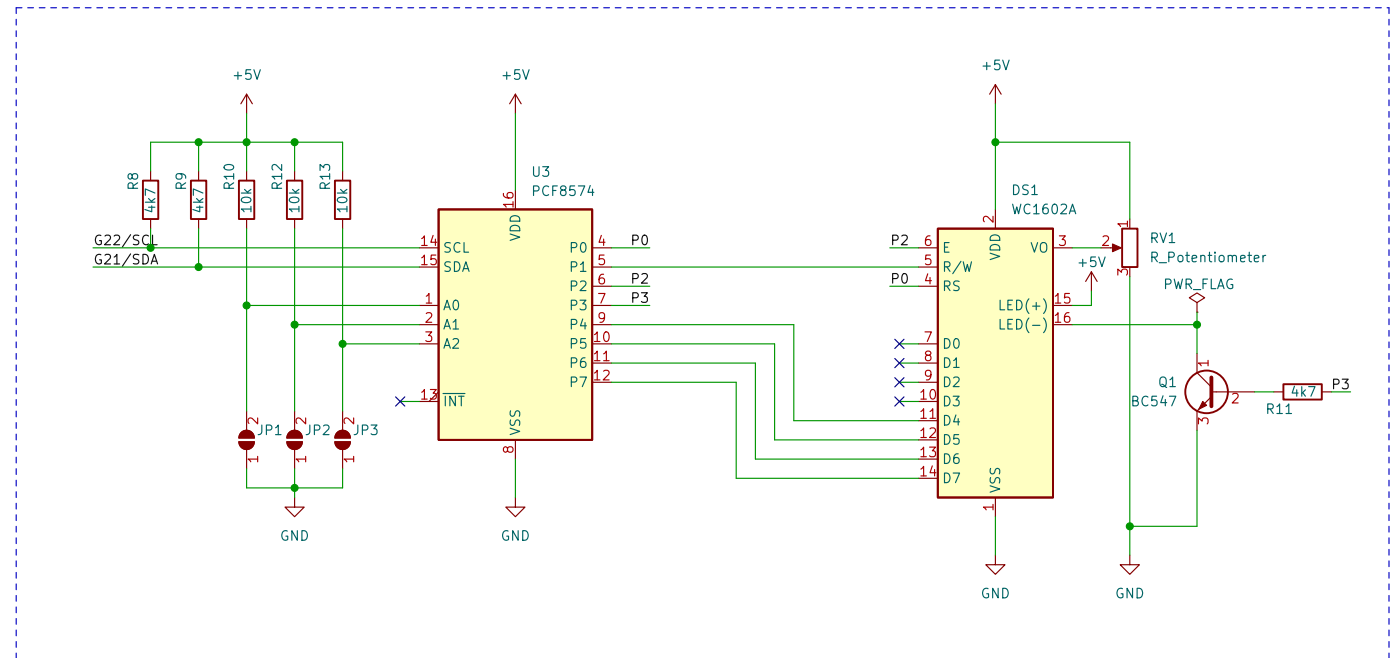 +5V
R8
4k7
R9
4k7
R10
10k
R12
10k
R13
10k
G22/SCL
G21/SDA
JP1
2
1
JP2
2
1
JP3
2
1
GND
+5V
U3
PCF8574
16
VDD
14
SCL
15
SDA
1
A0
2
A1
3
A2
13
INT
P0
4
P0
P1
5
P2
6
P2
P3
7
P3
P4
9
P5
10
P6
11
P7
12
VSS
8
GND
+5V
DS1
WC1602A
2
VDD
P2
6
E
5
R/W
P0
4
RS
7
D0
8
D1
9
D2
10
D3
11
D4
12
D5
13
D6
14
D7
VO
3
LED(+)
15
LED(-)
16
VSS
1
GND
+5V
1
2
3
RV1
R_Potentiometer
PWR_FLAG
Q1
BC547
1
2
3
4k7
R11
P3
GND